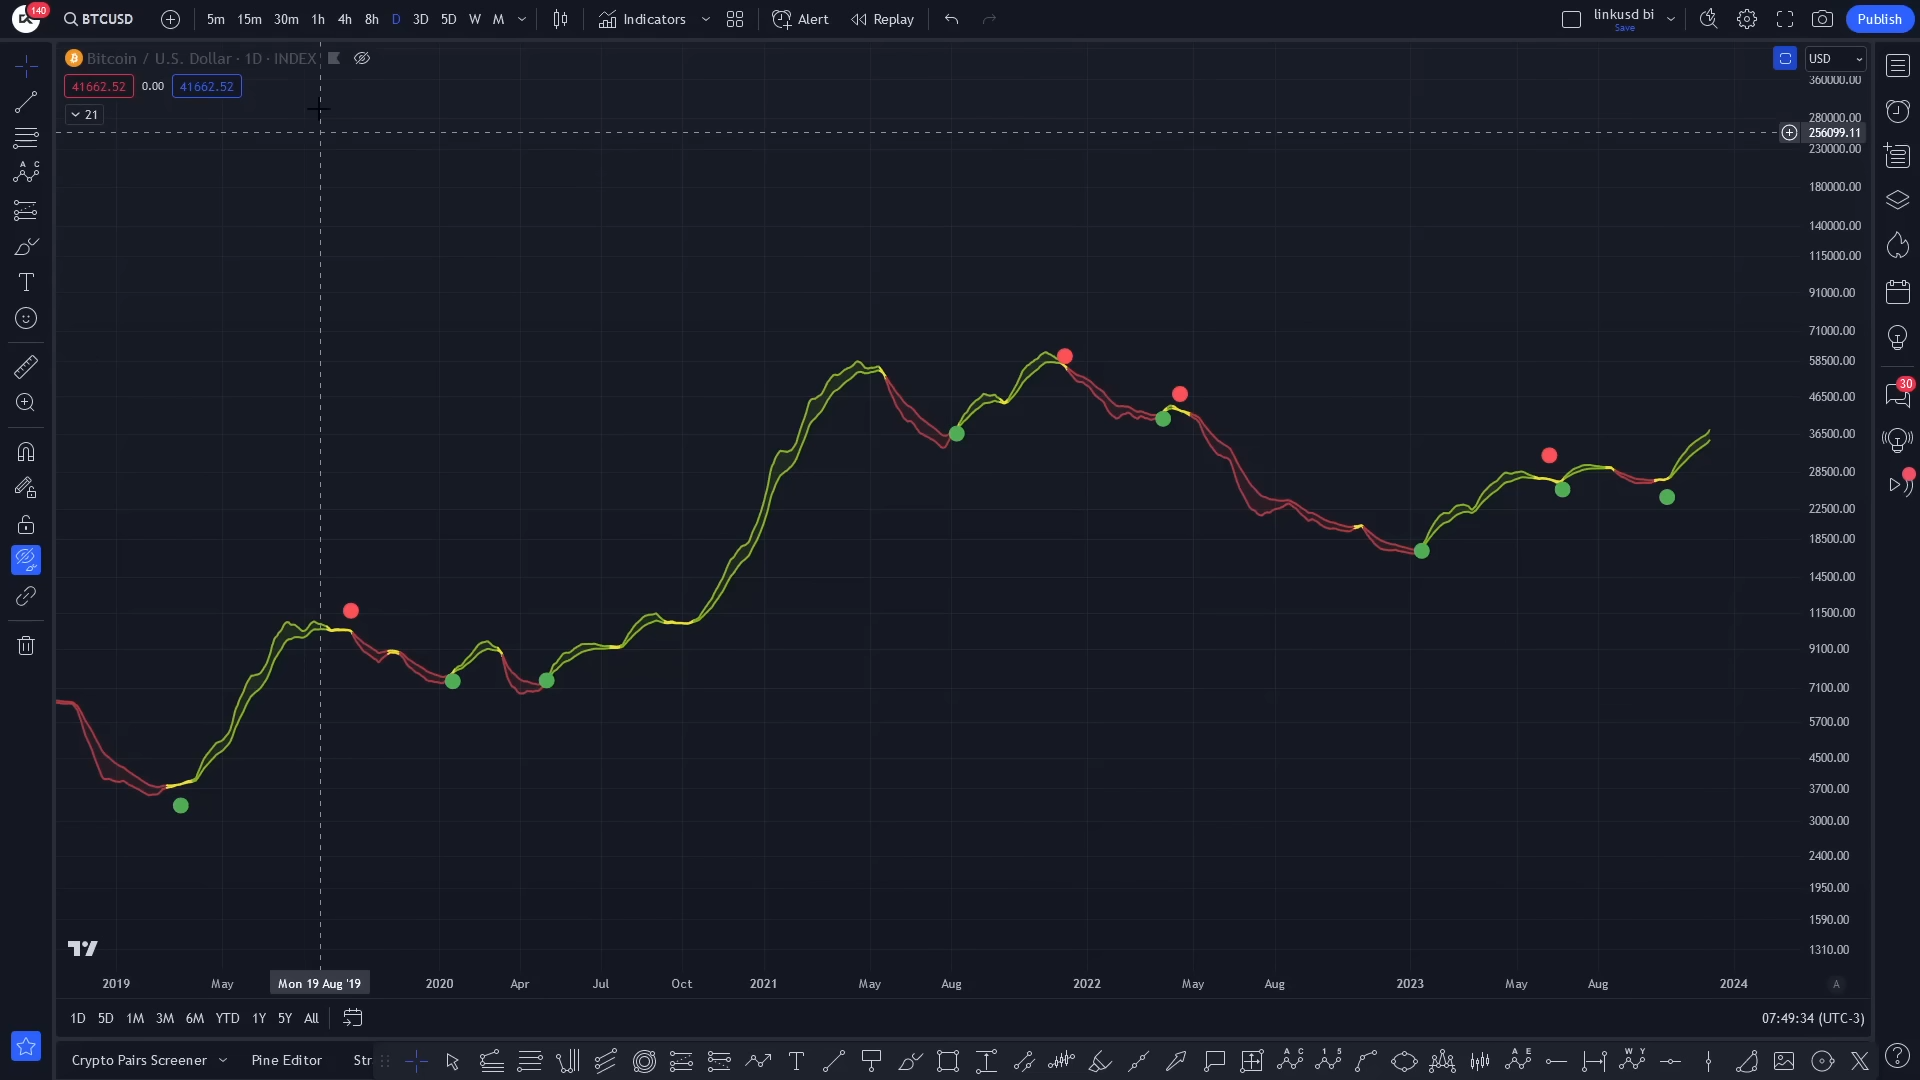 140
BTCUSD
5m 15m 30m 1h 4h 8h D 3D 5D W M
Indicators
Alert
Replay
linkusd bi
Save
Publish
Bitcoin / U.S. Dollar · 1D · INDEX
USD
41662.52 0.00 41662.52
21
360000.00
280000.00
256099.11
230000.00
180000.00
140000.00
115000.00
91000.00
71000.00
58500.00
46500.00
36500.00
28500.00
22500.00
18500.00
14500.00
11500.00
9100.00
7100.00
5700.00
4500.00
3700.00
3000.00
2400.00
1950.00
1590.00
1310.00
30
2019 May Mon 19 Aug '19 2020 Apr Jul Oct 2021 May Aug 2022 May Aug 2023 May Aug 2024
A
1D 5D 1M 3M 6M YTD 1Y 5Y All
07:49:34 (UTC-3)
Crypto Pairs Screener Pine Editor Str